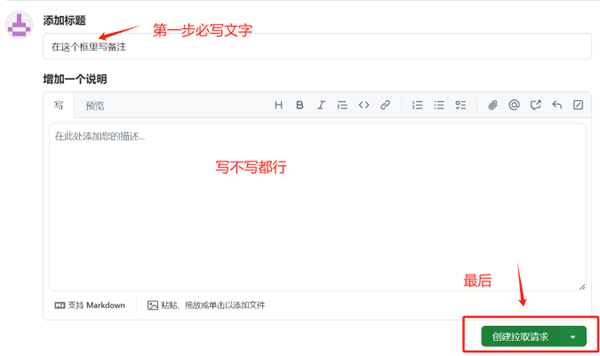 添加标题
第一步必写文字
在这个框里写备注
增加一个说明
写 预览
在此处添加您的描述...
写不写都行
最后
支持 Markdown
粘贴、拖放或单击以添加文件
创建拉取请求